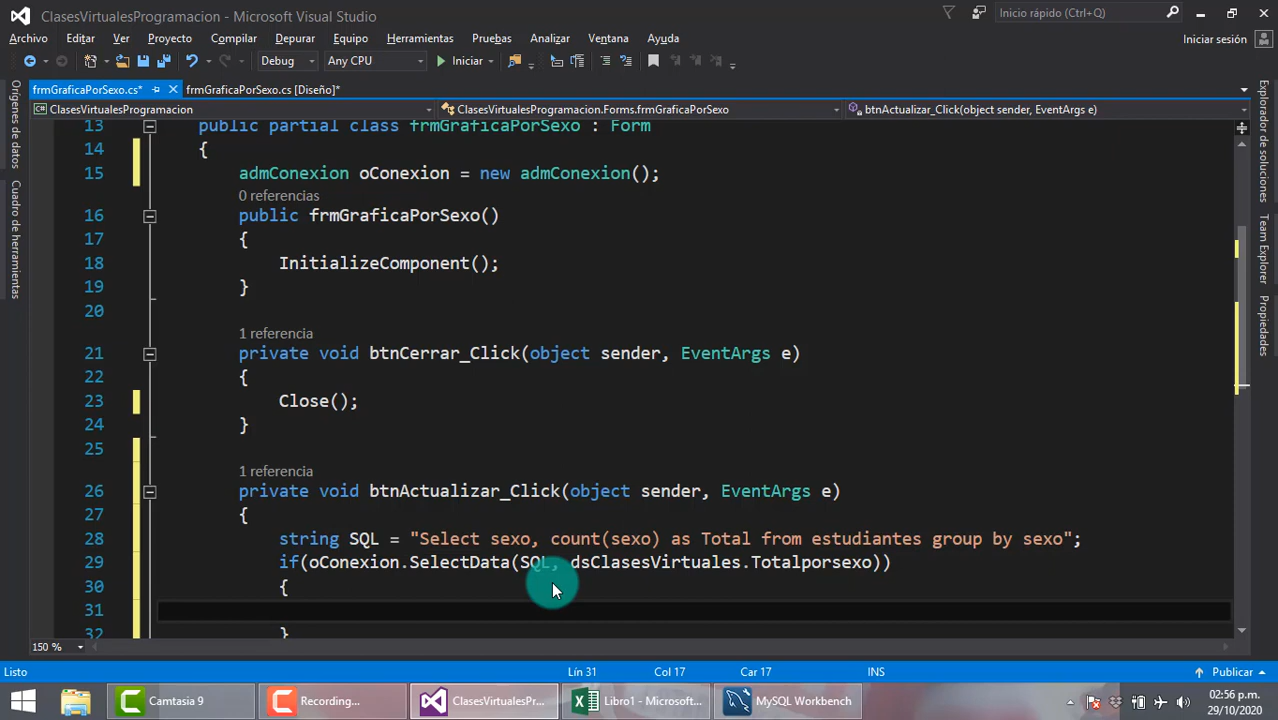 ClasesVirtualesProgramacion - Microsoft Visual Studio
Inicio rápido (Ctrl+Q)
Archivo Editar Ver Proyecto Compilar Depurar Equipo Herramientas Pruebas Analizar Ventana Ayuda
Iniciar sesión
Debug Any CPU Iniciar
frmGraficaPorSexo.cs* frmGraficaPorSexo.cs [Diseño]*
ClasesVirtualesProgramacion ClasesVirtualesProgramacion.Forms.frmGraficaPorSexo btnActualizar_Click(object sender, EventArgs e)
Orígenes de datos
Cuadro de herramientas
13 public partial class frmGraficaPorSexo : Form
14 {
15 admConexion oConexion = new admConexion();
0 referencias
16 public frmGraficaPorSexo()
17 {
18 InitializeComponent();
19 }
20
1 referencia
21 private void btnCerrar_Click(object sender, EventArgs e)
22 {
23 Close();
24 }
25
1 referencia
26 private void btnActualizar_Click(object sender, EventArgs e)
27 {
28 string SQL = "Select sexo, count(sexo) as Total from estudiantes group by sexo";
29 if(oConexion.SelectData(SQL, dsClasesVirtuales.Totalporsexo))
30 {
31
32 }
Explorador de soluciones
Team Explorer
Propiedades
150 %
Listo Lín 31 Col 17 Car 17 INS Publicar
Camtasia 9 Recording... ClasesVirtualesPr... Libro1 - Microsoft... MySQL Workbench
02:56 p.m.
29/10/2020